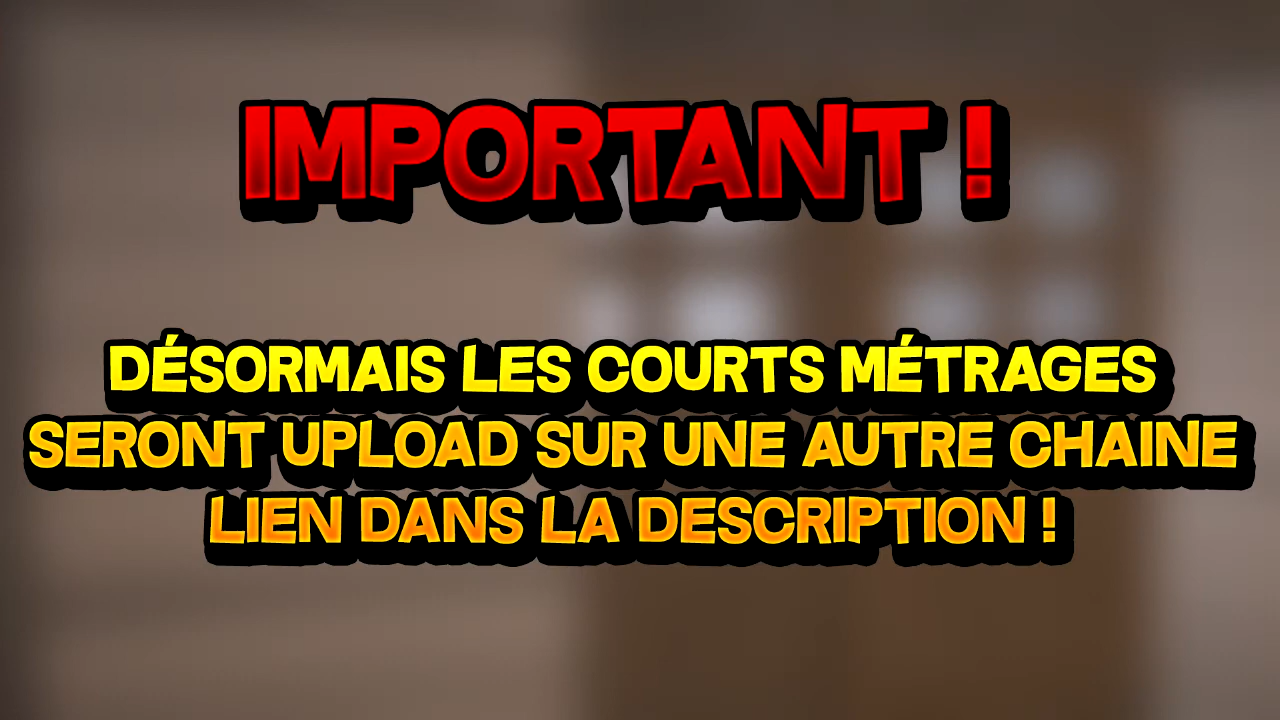 IMPORTANT !
DÉSORMAIS LES COURTS MÉTRAGES
SERONT UPLOAD SUR UNE AUTRE CHAINE
LIEN DANS LA DESCRIPTION !